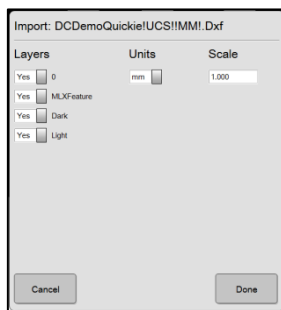 Import: DCDemoQuickie!UCS!!MM!.Dxf
Layers Units Scale
Yes 0 mm 1.000
Yes MLXFeature
Yes Dark
Yes Light
Cancel Done